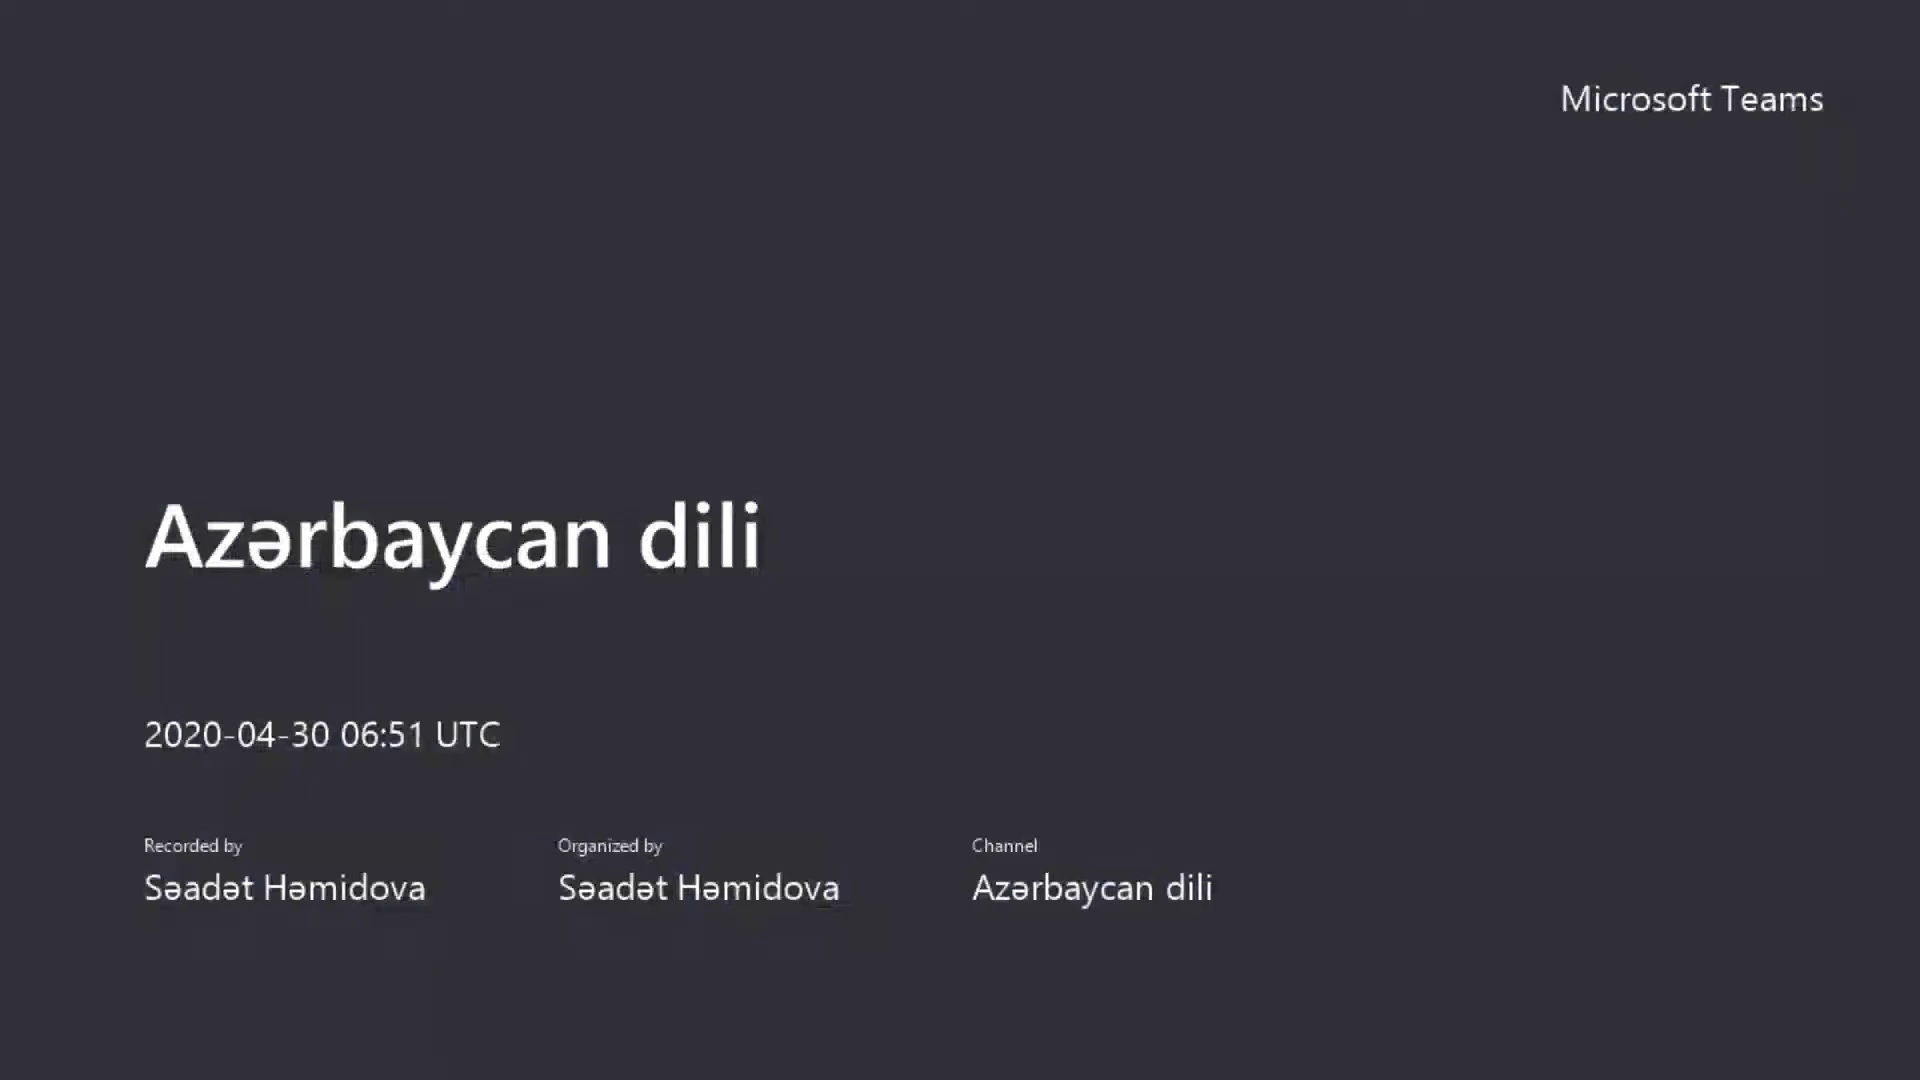 Microsoft Teams
Azərbaycan dili
2020-04-30 06:51 UTC
Recorded by
Səadət Həmidova
Organized by
Səadət Həmidova
Channel
Azərbaycan dili